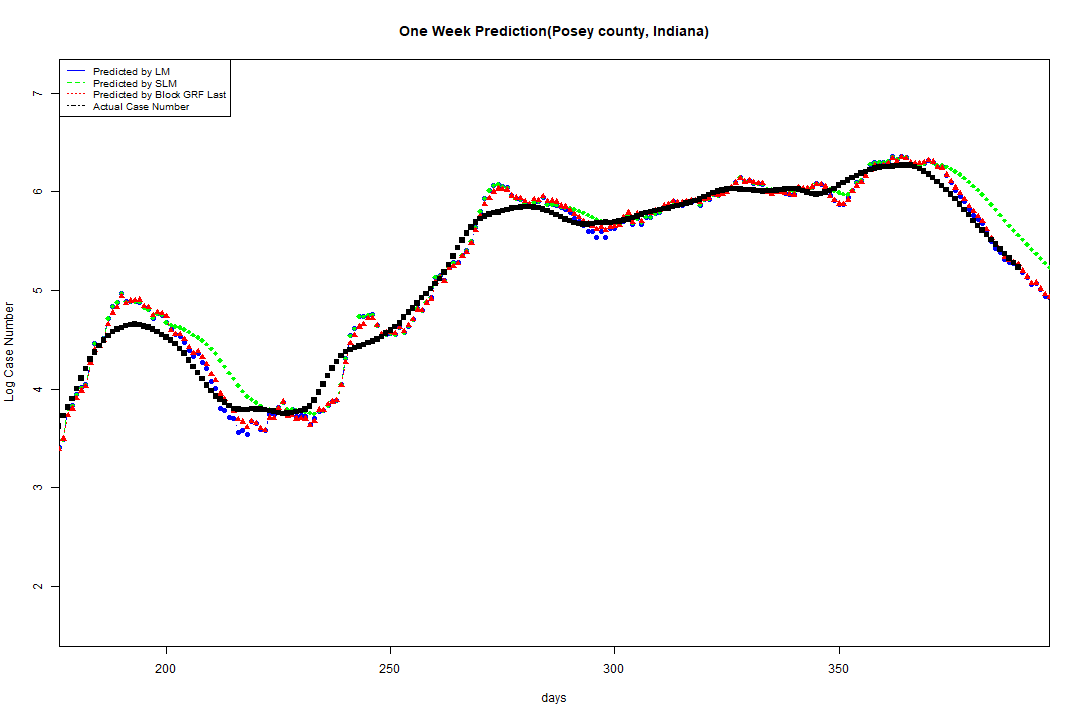 One Week Prediction(Posey county, Indiana)
Predicted by LM
Predicted by SLM
Predicted by Block GRF Last
Actual Case Number
7
6
5
4
3
2
Log Case Number
200
250
300
350
days